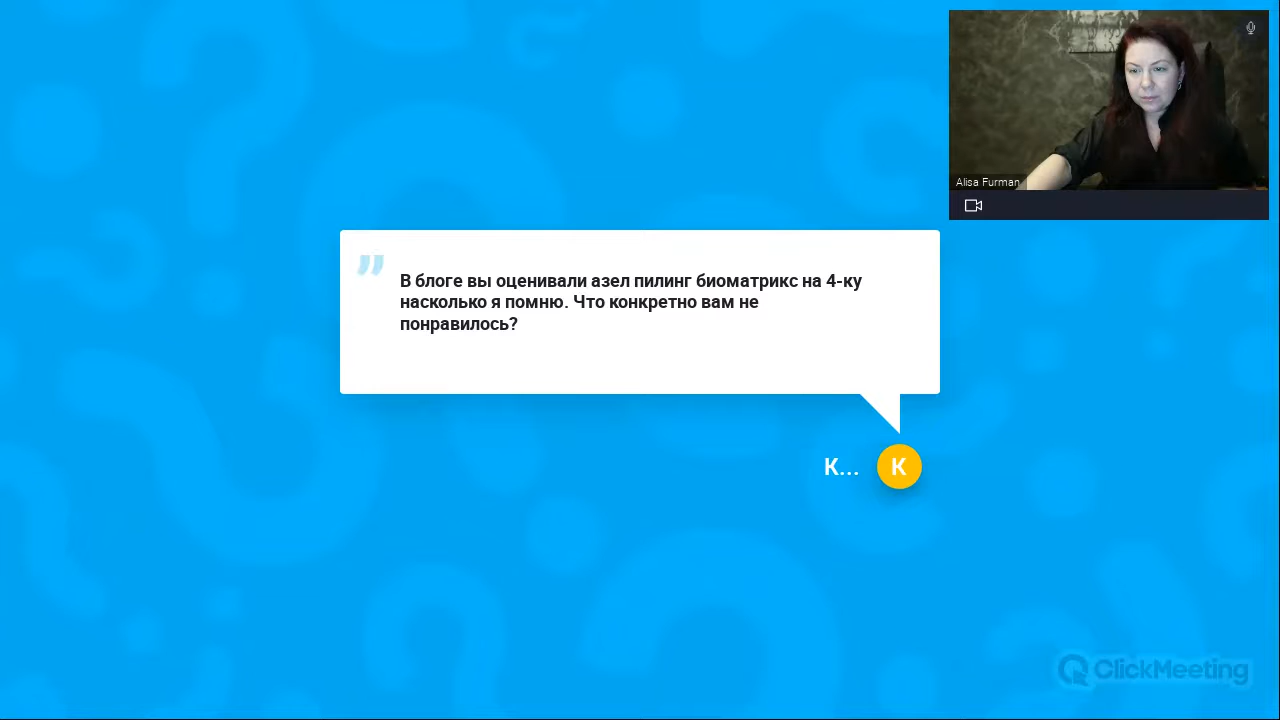 Alisa Furman
В блоге вы оценивали азел пилинг биоматрикс на 4-ку
насколько я помню. Что конкретно вам не
понравилось?
К... К
ClickMeeting